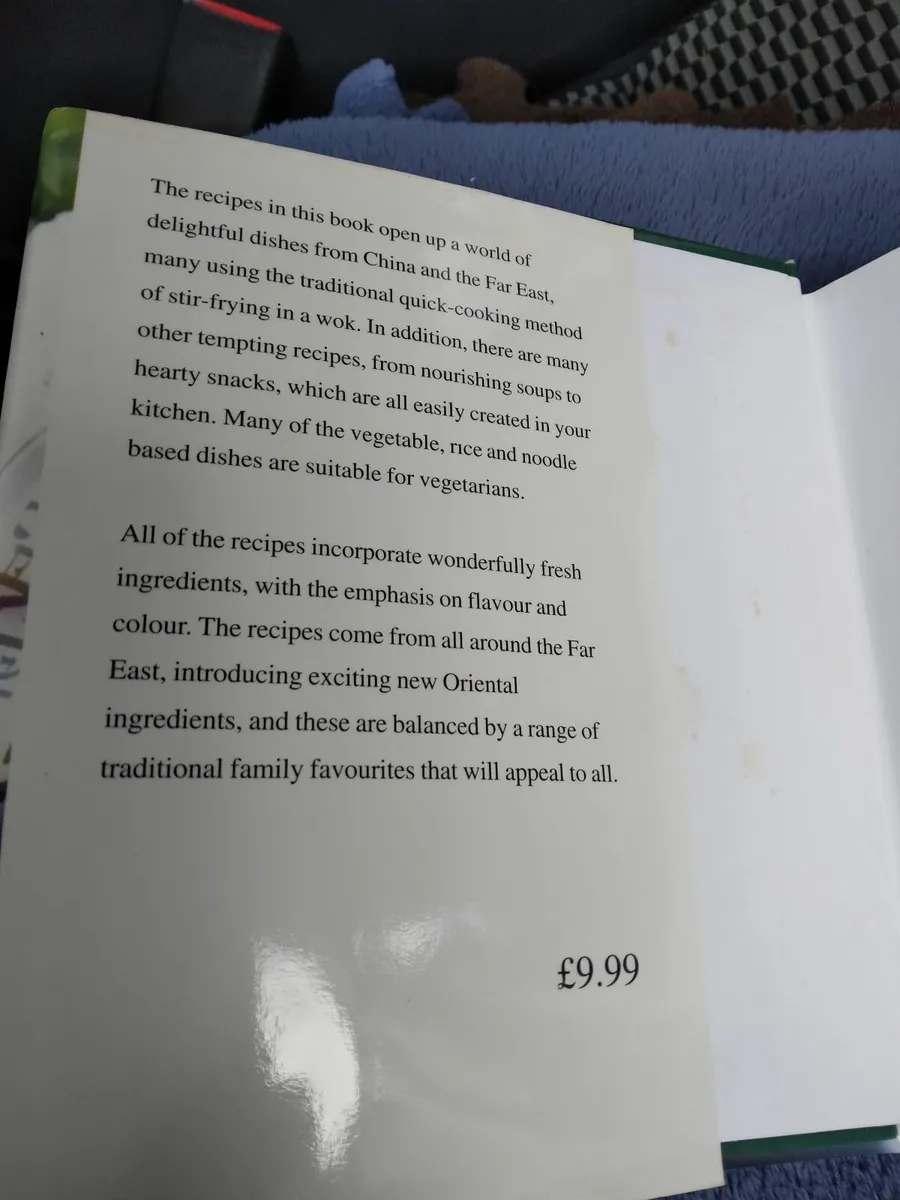 The recipes in this book open up a world of
delightful dishes from China and the Far East,
many using the traditional quick-cooking method
of stir-frying in a wok. In addition, there are many
other tempting recipes, from nourishing soups to
hearty snacks, which are all easily created in your
kitchen. Many of the vegetable, rice and noodle
based dishes are suitable for vegetarians.
All of the recipes incorporate wonderfully fresh
ingredients, with the emphasis on flavour and
colour. The recipes come from all around the Far
East, introducing exciting new Oriental
ingredients, and these are balanced by a range of
traditional family favourites that will appeal to all.
£9.99